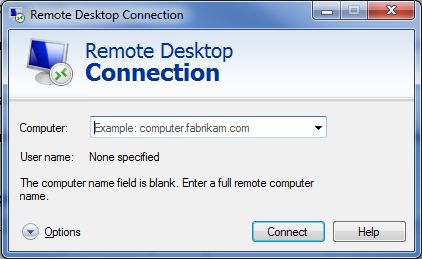 Remote Desktop Connection
Remote Desktop
Connection
Computer: Example: computer.fabrikam.com
User name: None specified
The computer name field is blank. Enter a full remote computer
name.
Options Connect Help